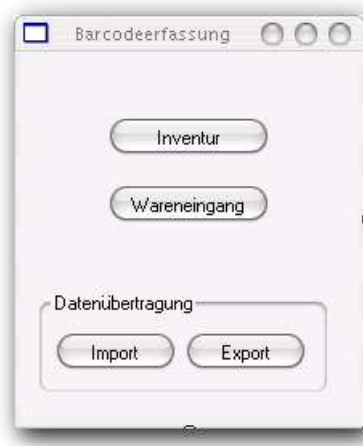 Barcodeerfassung
Inventur
Wareneingang
Datenübertragung
Import Export